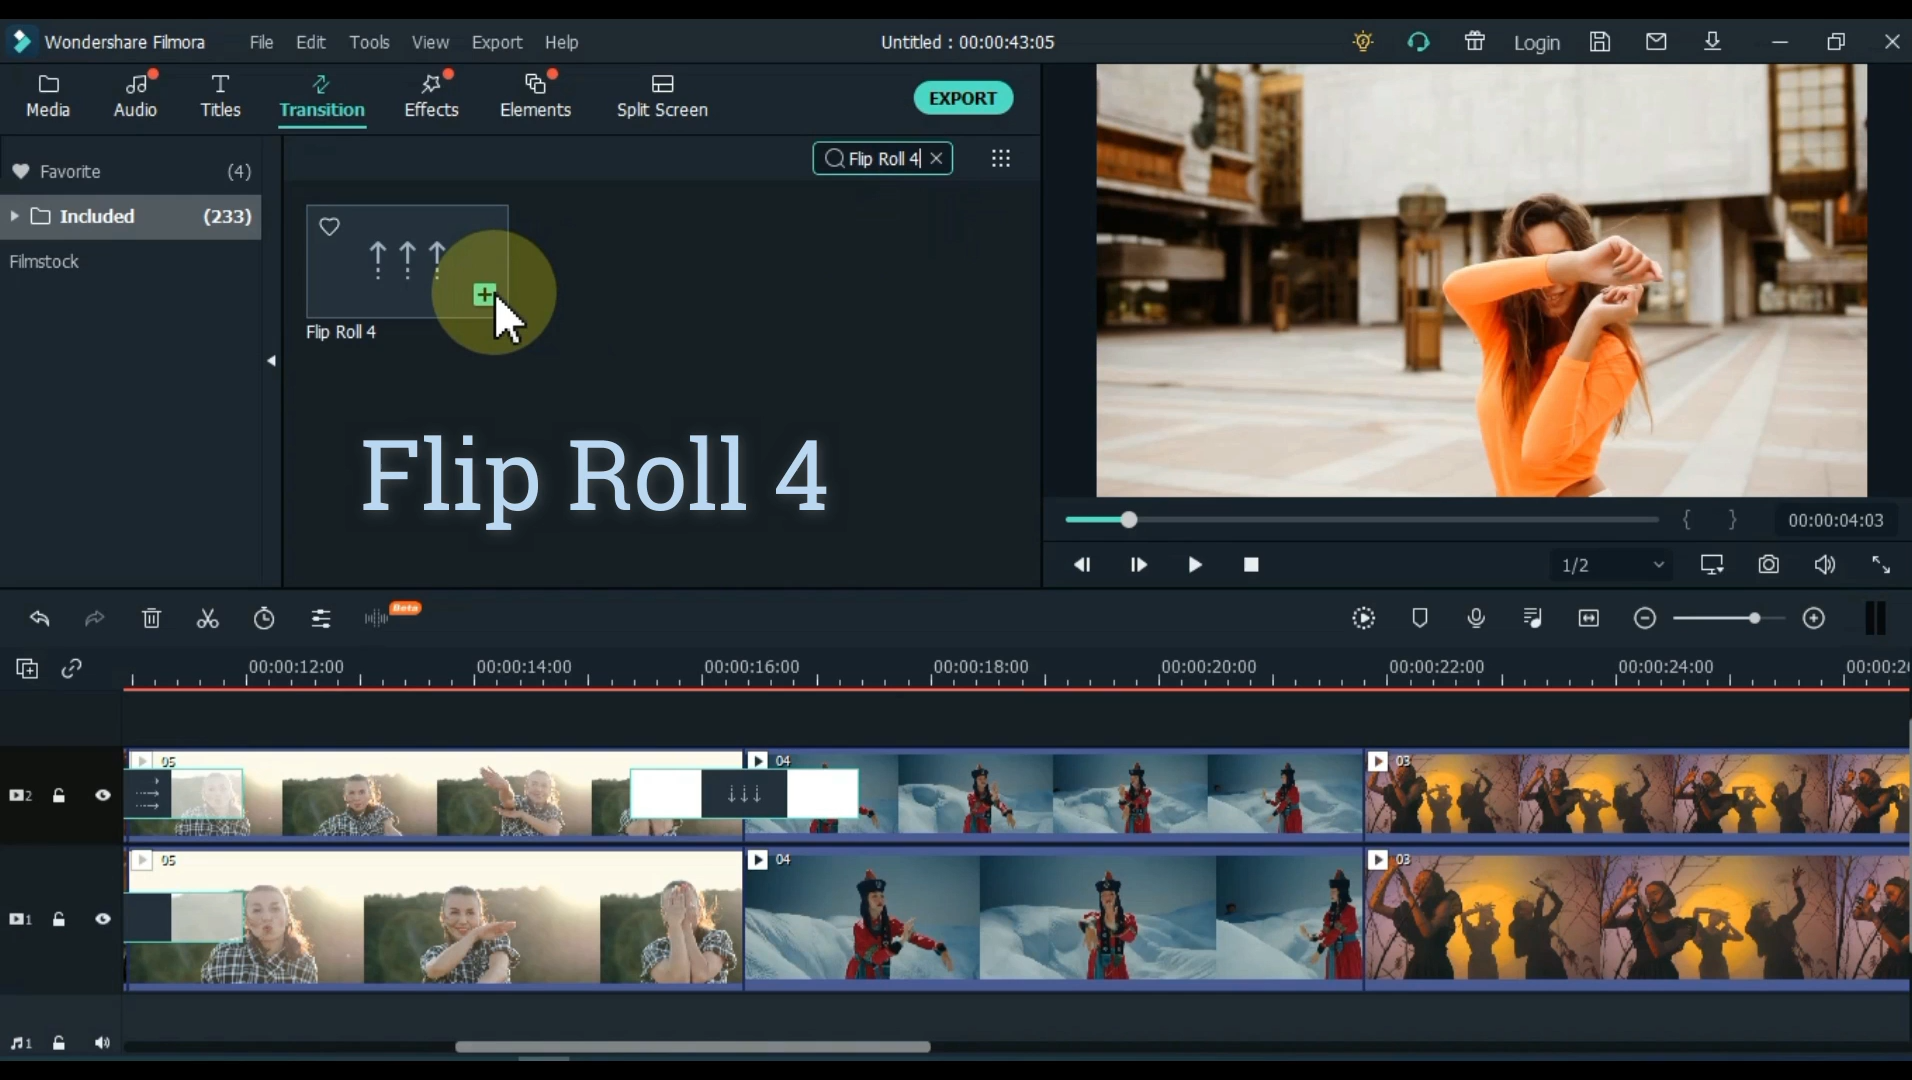 Wondershare Filmora File Edit Tools View Export Help Untitled : 00:00:43:05 Login
Media Audio Titles Transition Effects Elements Split Screen EXPORT
Flip Roll 4
Favorite (4)
Included (233)
Filmstock
Flip Roll 4
Flip Roll 4
00:00:04:03
1/2
Beta
00:00:12:00 00:00:14:00 00:00:16:00 00:00:18:00 00:00:20:00 00:00:22:00 00:00:24:00
05 04 03
2
05 04 03
1
1